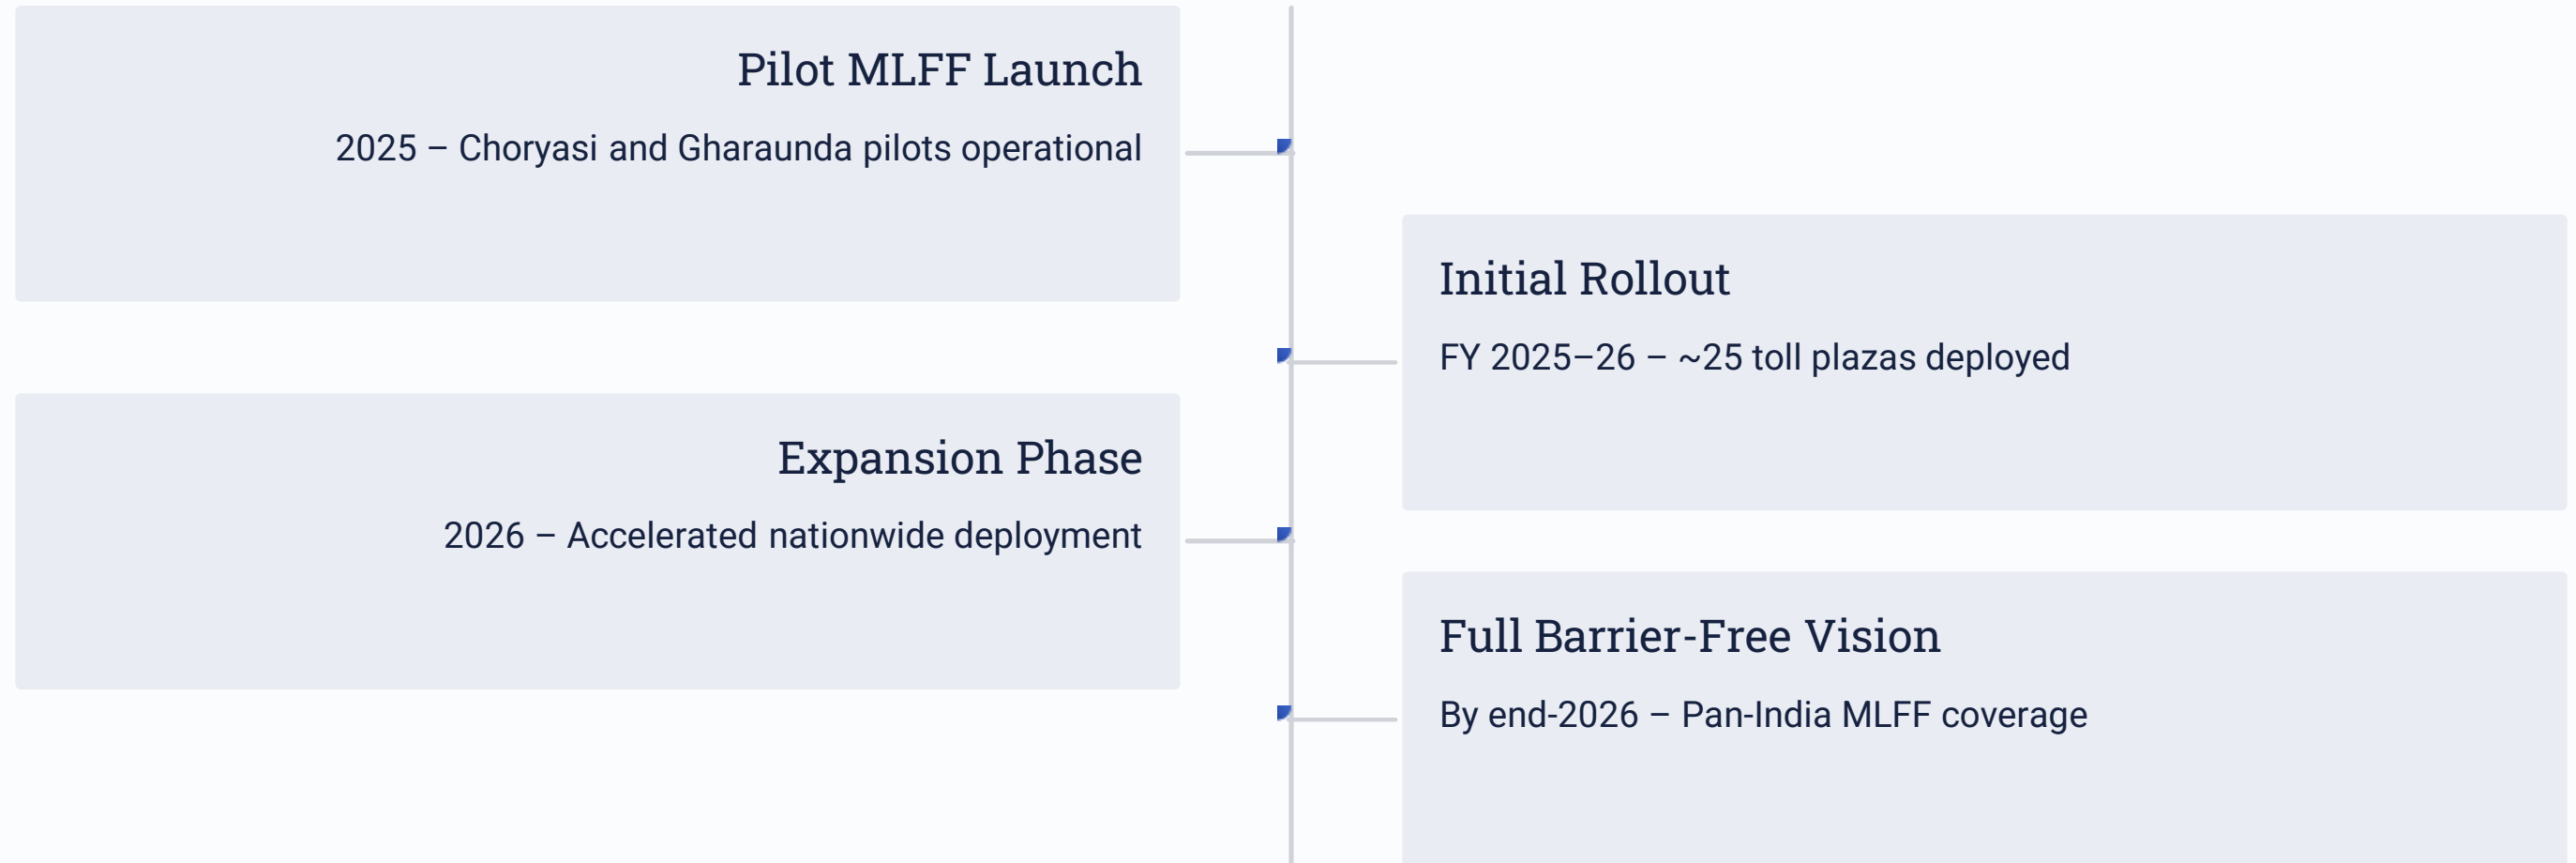 Pilot MLFF Launch
2025 – Choryasi and Gharaunda pilots operational
Initial Rollout
FY 2025–26 – ~25 toll plazas deployed
Expansion Phase
2026 – Accelerated nationwide deployment
Full Barrier-Free Vision
By end-2026 – Pan-India MLFF coverage